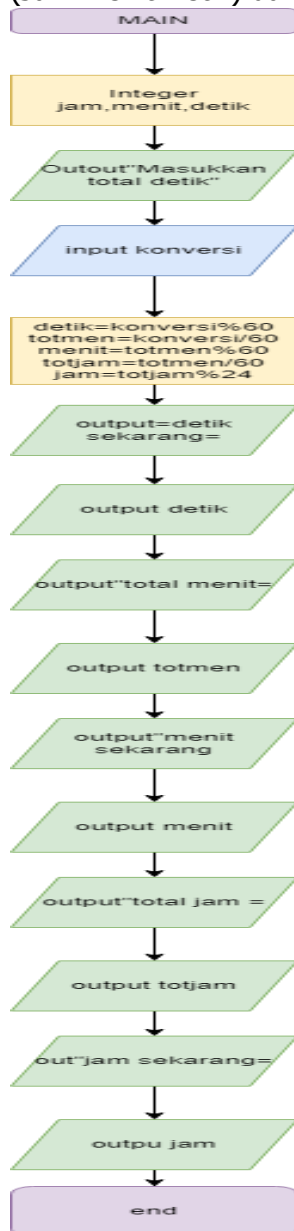 MAIN
Integer
jam,menit,detik
Outout"Masukkan
total detik"
input konversi
detik=konversi%60
totmen=konversi/60
menit=totmen%60
totjam=totmen/60
jam=totjam%24
output=detik
sekarang=
output detik
output"total menit=
output totmen
output"menit
sekarang
output menit
output"total jam =
output totjam
out"jam sekarang=
outpu jam
end